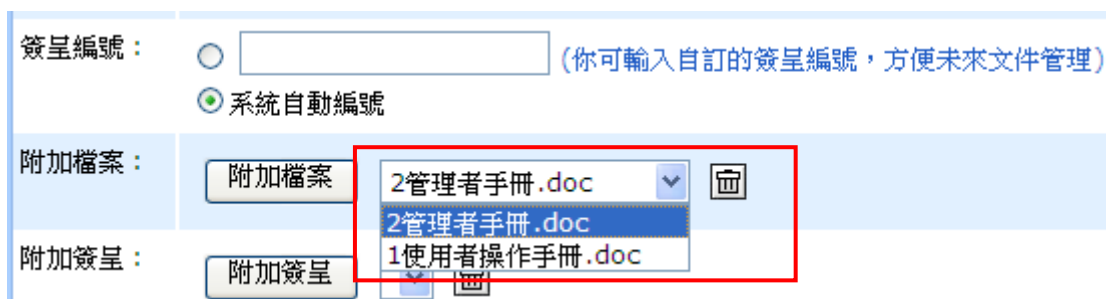 簽呈編號：
(你可輸入自訂的簽呈編號，方便未來文件管理)
系統自動編號
附加檔案：
附加檔案 2管理者手冊.doc
2管理者手冊.doc
1使用者操作手冊.doc
附加簽呈：
附加簽呈